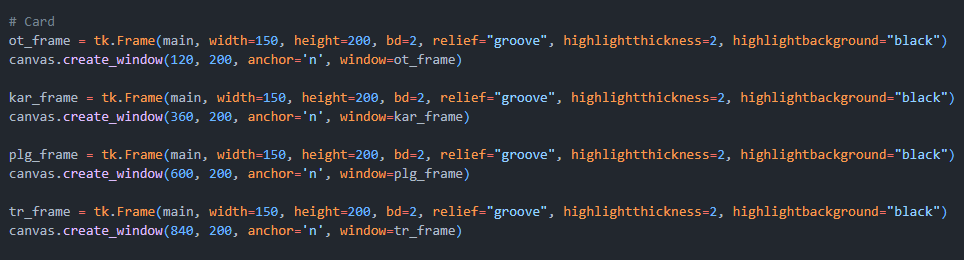 # Card
ot_frame = tk.Frame(main, width=150, height=200, bd=2, relief="groove", highlightthickness=2, highlightbackground="black")
canvas.create_window(120, 200, anchor='n', window=ot_frame)
kar_frame = tk.Frame(main, width=150, height=200, bd=2, relief="groove", highlightthickness=2, highlightbackground="black")
canvas.create_window(360, 200, anchor='n', window=kar_frame)
plg_frame = tk.Frame(main, width=150, height=200, bd=2, relief="groove", highlightthickness=2, highlightbackground="black")
canvas.create_window(600, 200, anchor='n', window=plg_frame)
tr_frame = tk.Frame(main, width=150, height=200, bd=2, relief="groove", highlightthickness=2, highlightbackground="black")
canvas.create_window(840, 200, anchor='n', window=tr_frame)